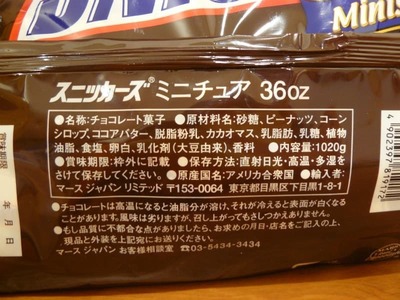 Minis
スニッカーズ® ミニチュア 36oz
●名称:チョコレート菓子 ●原材料名:砂糖、ピーナッツ、コーン
シロップ、ココアバター、脱脂粉乳、カカオマス、乳脂肪、乳糖、植物
油脂、食塩、卵白、乳化剤(大豆由来)、香料 ●内容量:1020g
●賞味期限:枠外に記載 ●保存方法:直射日光・高温・多湿を
さけて保存してください。 ●原産国名:アメリカ合衆国 ●輸入者:
マース ジャパン リミテッド 〒153-0064 東京都目黒区下目黒1-8-1
●チョコレートは高温になると油脂分が溶け、それが冷えると表面が白くなる
ことがあります。風味は劣りますが、召し上がってもさしつかえありません。
●もし品質に不都合な点がありましたら、お求めの月日・店名をご記入の上、
現品と外装を上記宛にお送りください。
マース ジャパン お客様相談室 ☎03-5434-3434
賞味期限
年 月 日
4902397819172